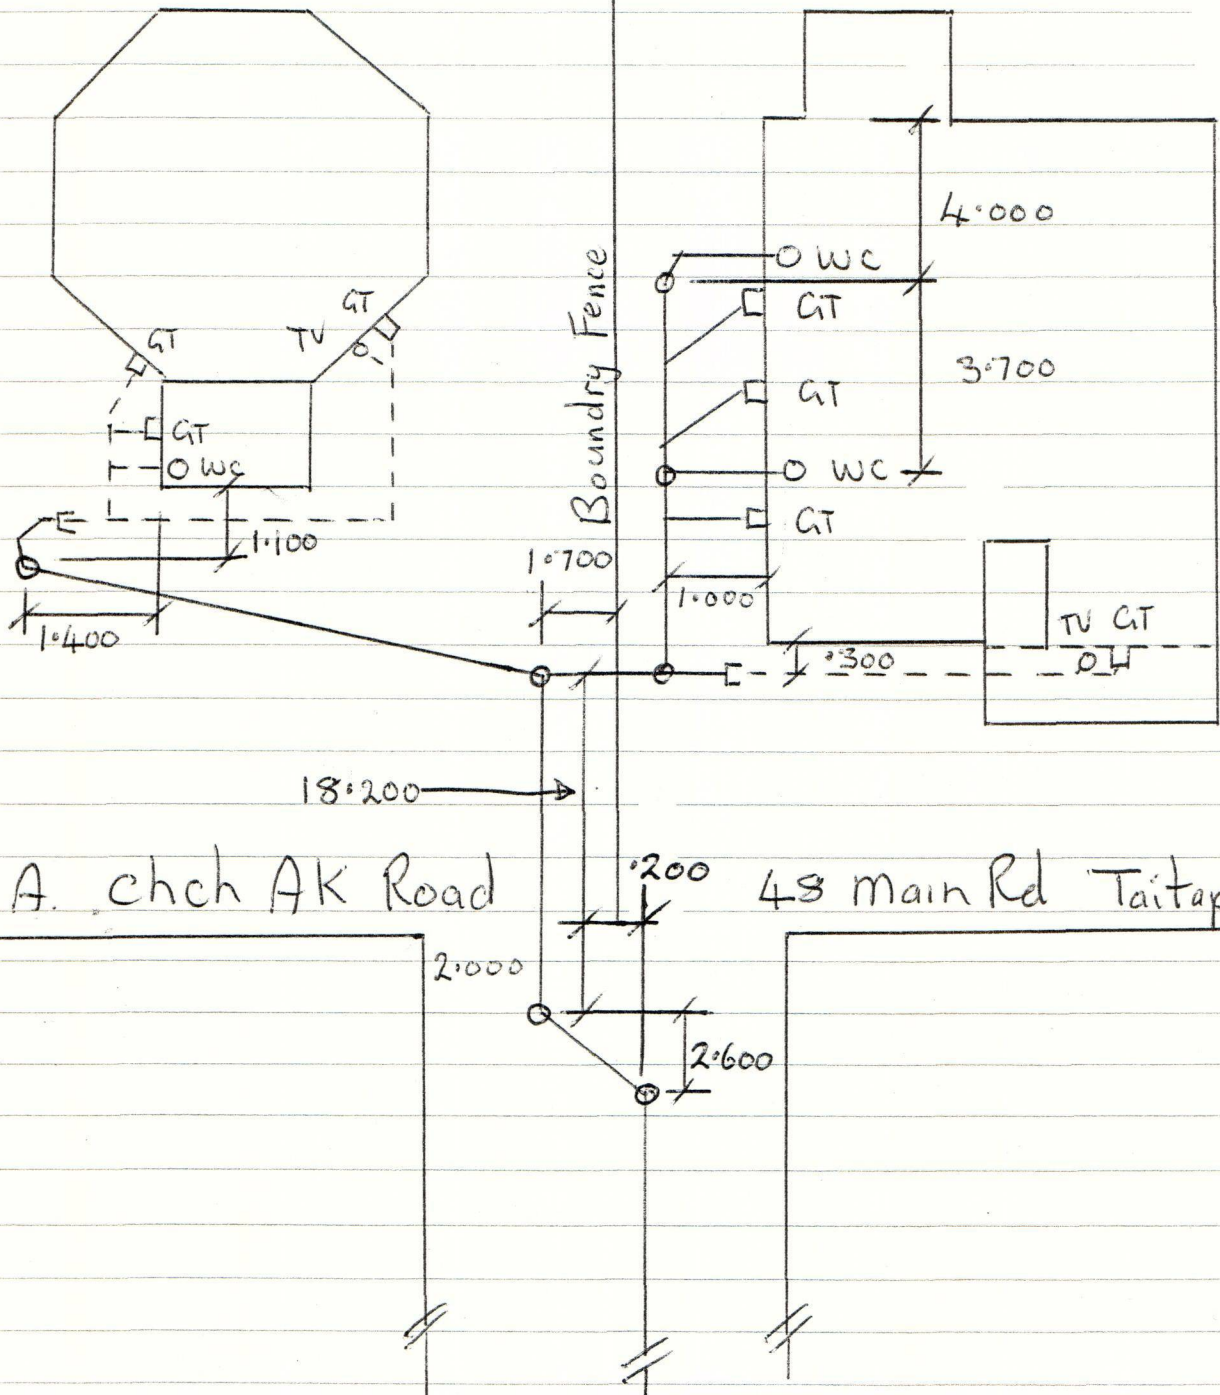 4.000
WC
GT
GT
TV
GT
3.700
GT
GT
GT
WC
WC
GT
Boundry Fence
1.100
1.700
1.000
1.400
TV GT
.300
18.200
.200
A. chch AK Road
48 Main Rd
2.000
2.600